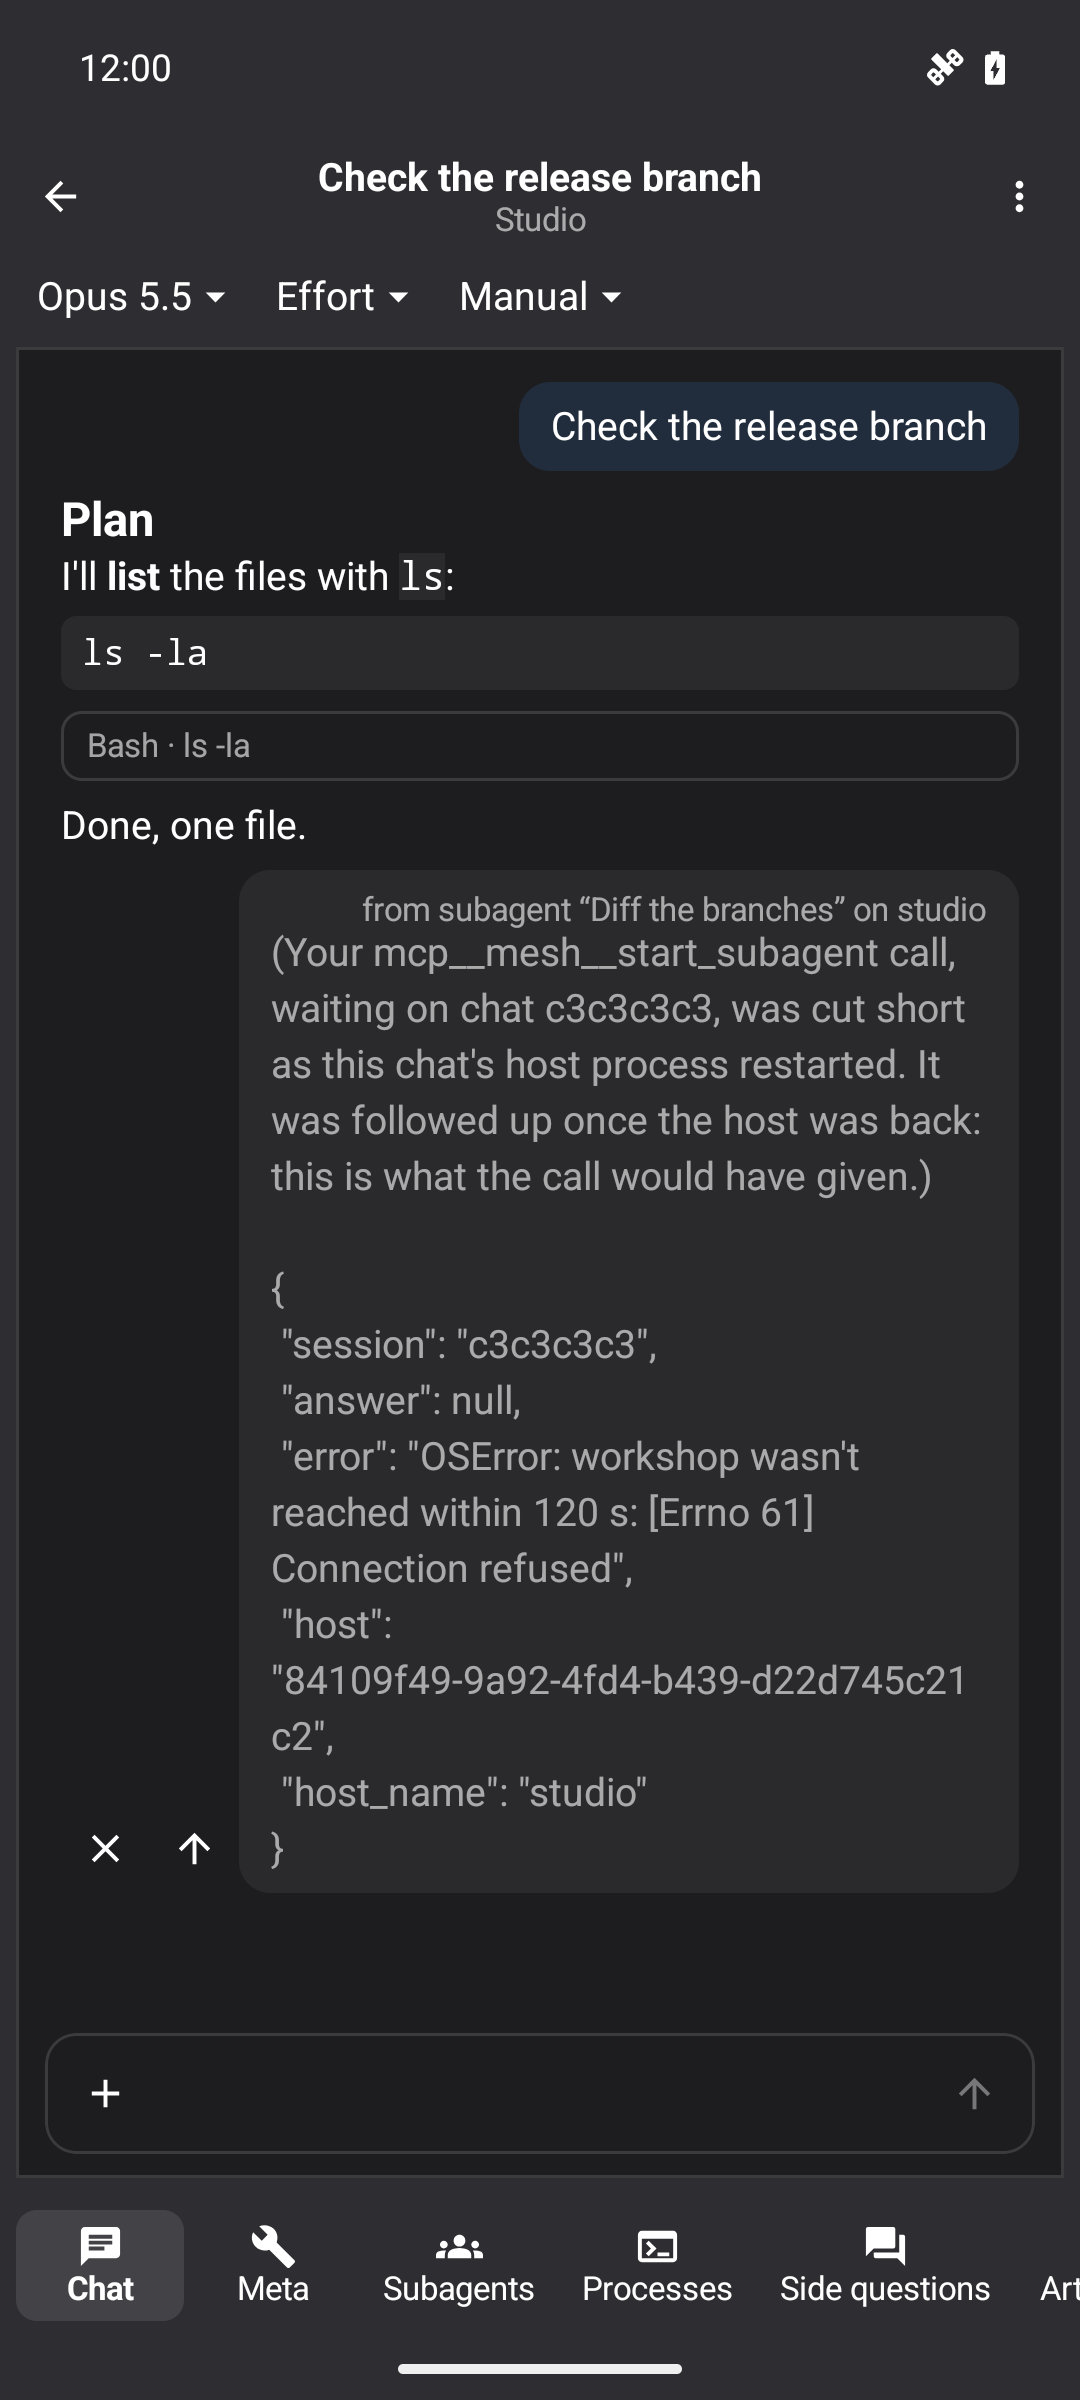 12:00
Check the release branch
Studio
Opus 5.5
Effort
Manual
Check the release branch
Plan
I'll list the files with ls:
ls -la
Bash · ls -la
Done, one file.
from subagent “Diff the branches” on studio
(Your mcp__mesh__start_subagent call,
waiting on chat c3c3c3c3, was cut short
as this chat's host process restarted. It
was followed up once the host was back:
this is what the call would have given.)
{
"session": "c3c3c3c3",
"answer": null,
"error": "OSError: workshop wasn't
reached within 120 s: [Errno 61]
Connection refused",
"host":
"84109f49-9a92-4fd4-b439-d22d745c21
c2",
"host_name": "studio"
}
Chat
Meta
Subagents
Processes
Side questions
Art